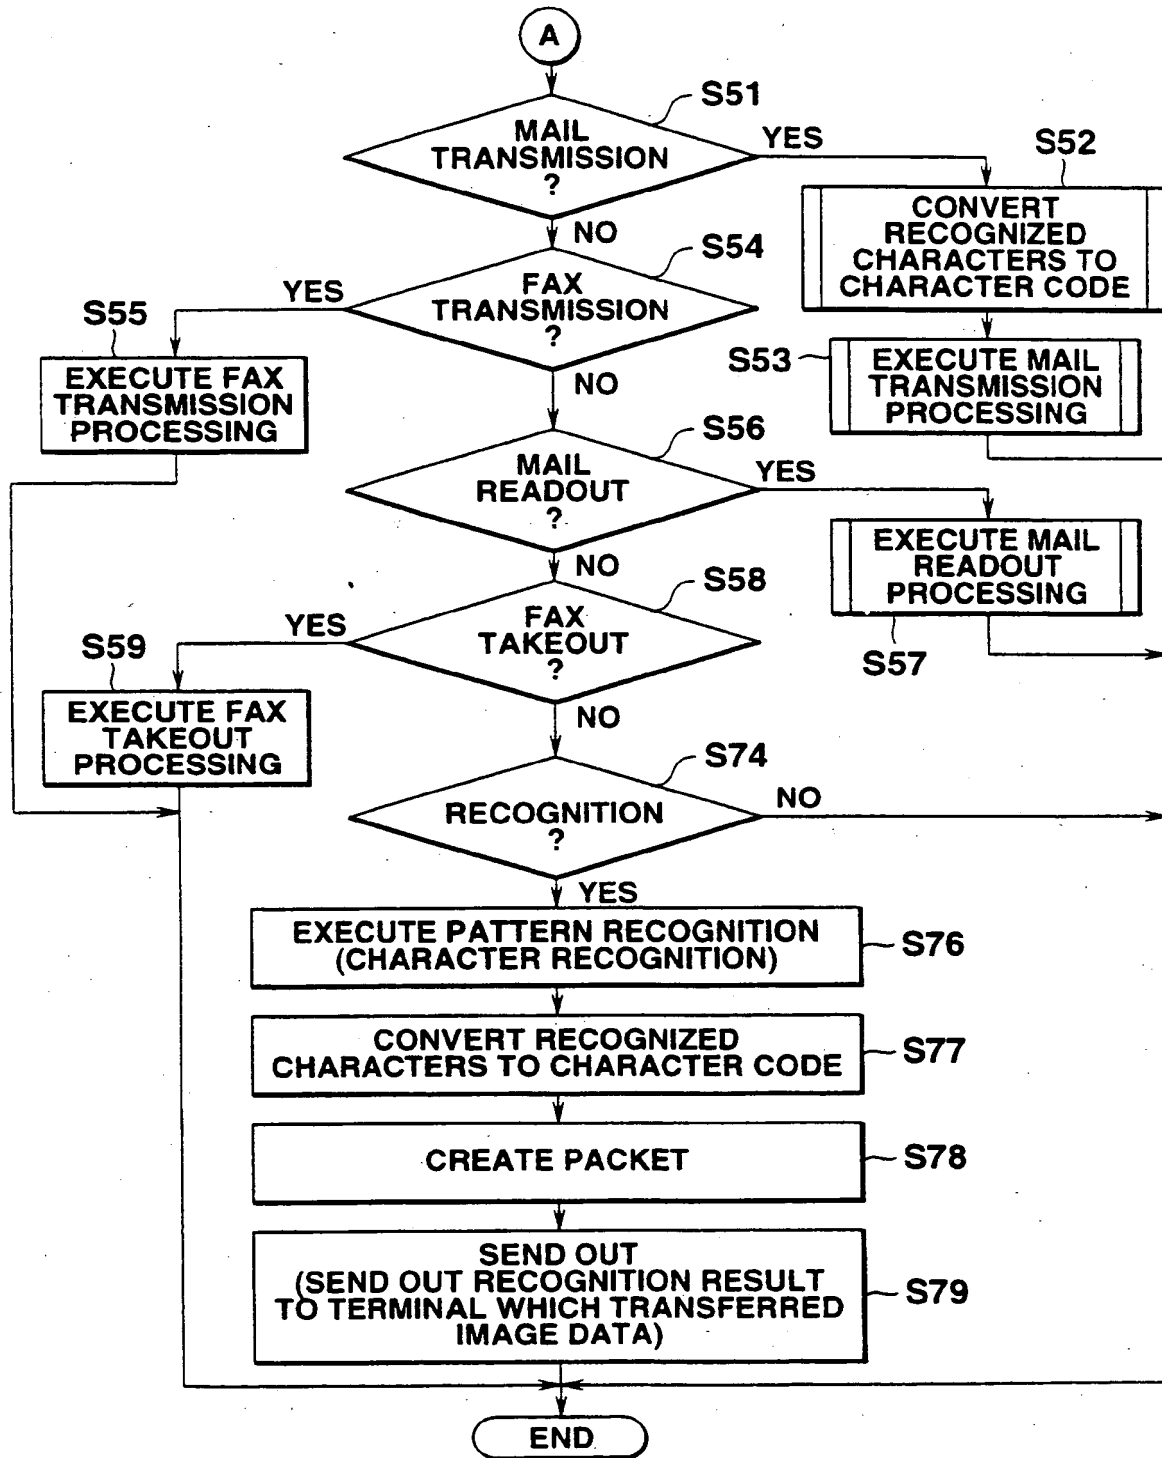 A
S51
MAIL
TRANSMISSION
?
YES
S52
CONVERT
RECOGNIZED
CHARACTERS TO
CHARACTER CODE
NO
S54
FAX
TRANSMISSION
?
YES
S55
EXECUTE FAX
TRANSMISSION
PROCESSING
S53
EXECUTE MAIL
TRANSMISSION
PROCESSING
NO
S56
MAIL
READOUT
?
YES
EXECUTE MAIL
READOUT
PROCESSING
S57
NO
S58
FAX
TAKEOUT
?
YES
S59
EXECUTE FAX
TAKEOUT
PROCESSING
NO
S74
RECOGNITION
?
NO
YES
EXECUTE PATTERN RECOGNITION
(CHARACTER RECOGNITION)
S76
CONVERT RECOGNIZED
CHARACTERS TO CHARACTER CODE
S77
CREATE PACKET
S78
SEND OUT
(SEND OUT RECOGNITION RESULT
TO TERMINAL WHICH TRANSFERRED
IMAGE DATA)
S79
END